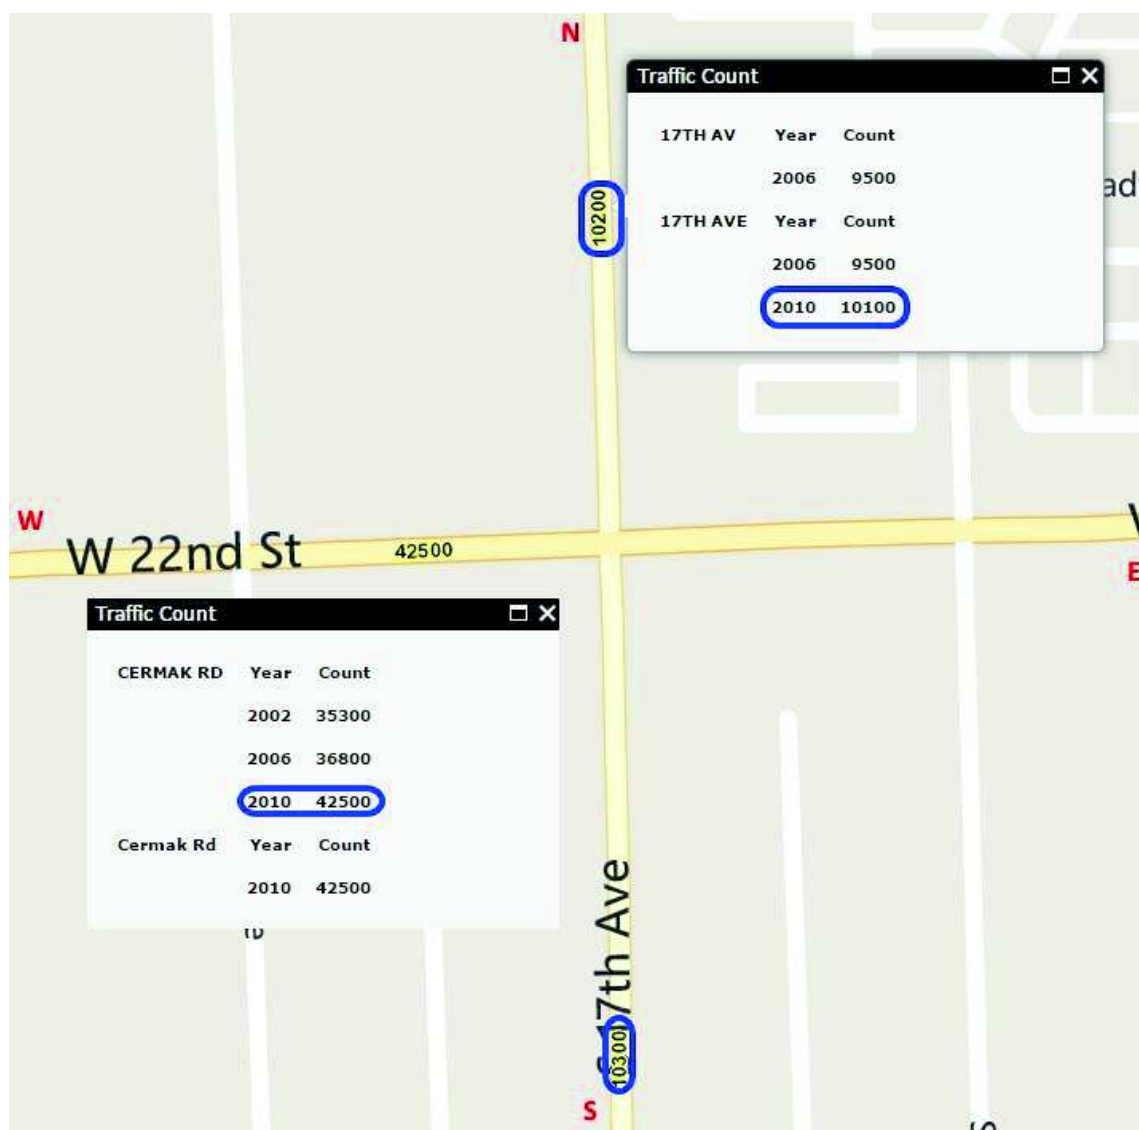 N
Traffic Count
17TH AV Year Count
2006 9500
17TH AVE Year Count
2006 9500
2010 10100
10200
W
W 22nd St 42500
E
Traffic Count
CERMAK RD Year Count
2002 35300
2006 36800
2010 42500
Cermak Rd Year Count
2010 42500
17th Ave
10300
S